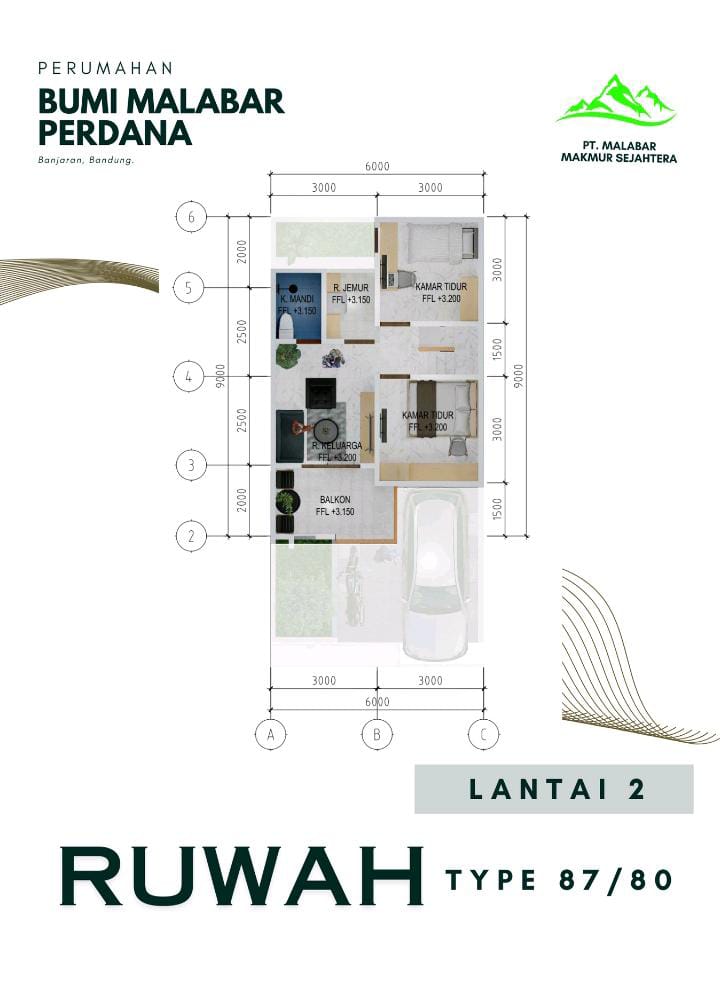 PERUMAHAN
BUMI MALABAR
PERDANA
Banjaran, Bandung.
PT. MALABAR
MAKMUR SEJAHTERA
6000
3000 3000
6
5
4
3
2
2000
2500
2500
2000
9000
3000
1500
3000
1500
9000
K. MANDI
FFL +3.150
R. JEMUR
FFL +3.150
KAMAR TIDUR
FFL +3.200
KAMAR TIDUR
FFL +3.200
R. KELUARGA
FFL +3.200
BALKON
FFL +3.150
3000 3000
6000
A B C
LANTAI 2
RUWAH TYPE 87/80